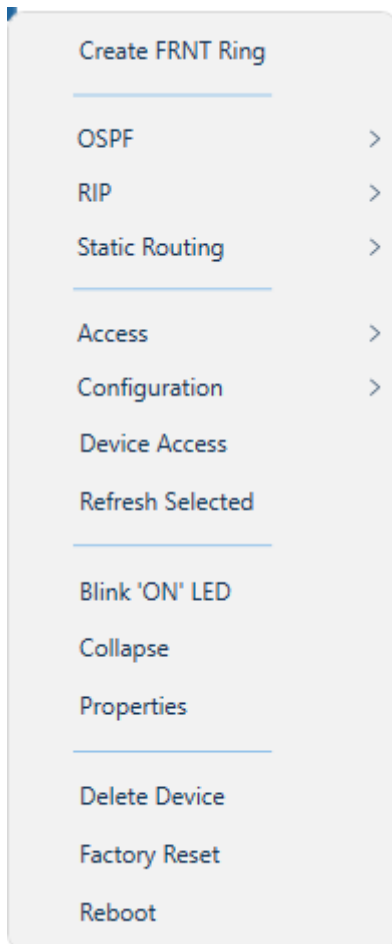 Create FRNT Ring
OSPF
RIP
Static Routing
Access
Configuration
Device Access
Refresh Selected
Blink 'ON' LED
Collapse
Properties
Delete Device
Factory Reset
Reboot